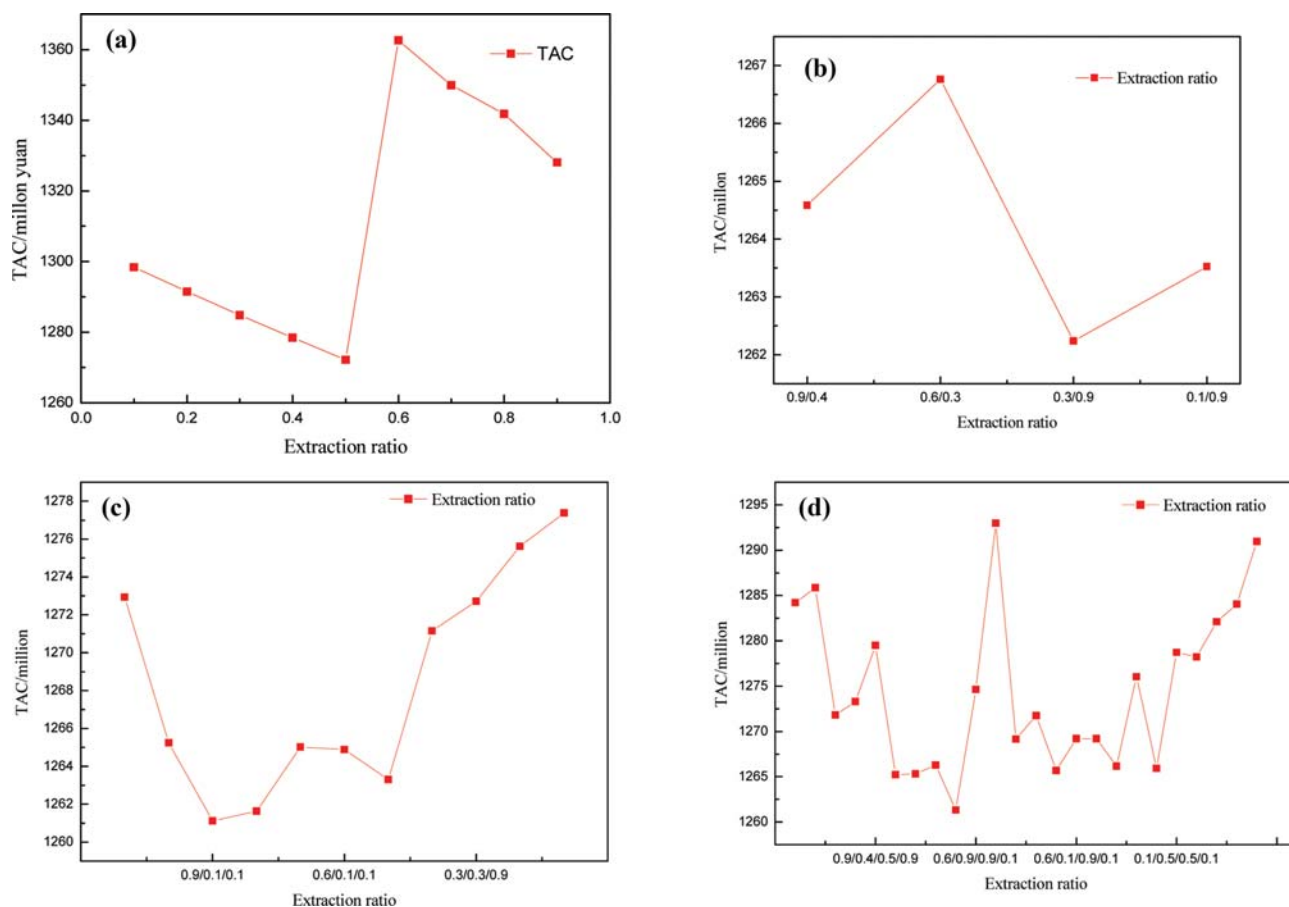 (a)
TAC
1360
1340
1320
1300
1280
1260
TAC/millon yuan
0.0 0.2 0.4 0.6 0.8 1.0
Extraction ratio
(b)
Extraction ratio
1267
1266
1265
1264
1263
1262
TAC/millon
0.9/0.4 0.6/0.3 0.3/0.9 0.1/0.9
Extraction ratio
(c)
Extraction ratio
1278
1276
1274
1272
1270
1268
1266
1264
1262
1260
TAC/million
0.9/0.1/0.1 0.6/0.1/0.1 0.3/0.3/0.9
Extraction ratio
(d)
Extraction ratio
1295
1290
1285
1280
1275
1270
1265
1260
TAC/million
0.9/0.4/0.5/0.9 0.6/0.9/0.9/0.1 0.6/0.1/0.9/0.1 0.1/0.5/0.5/0.1
Extraction ratio